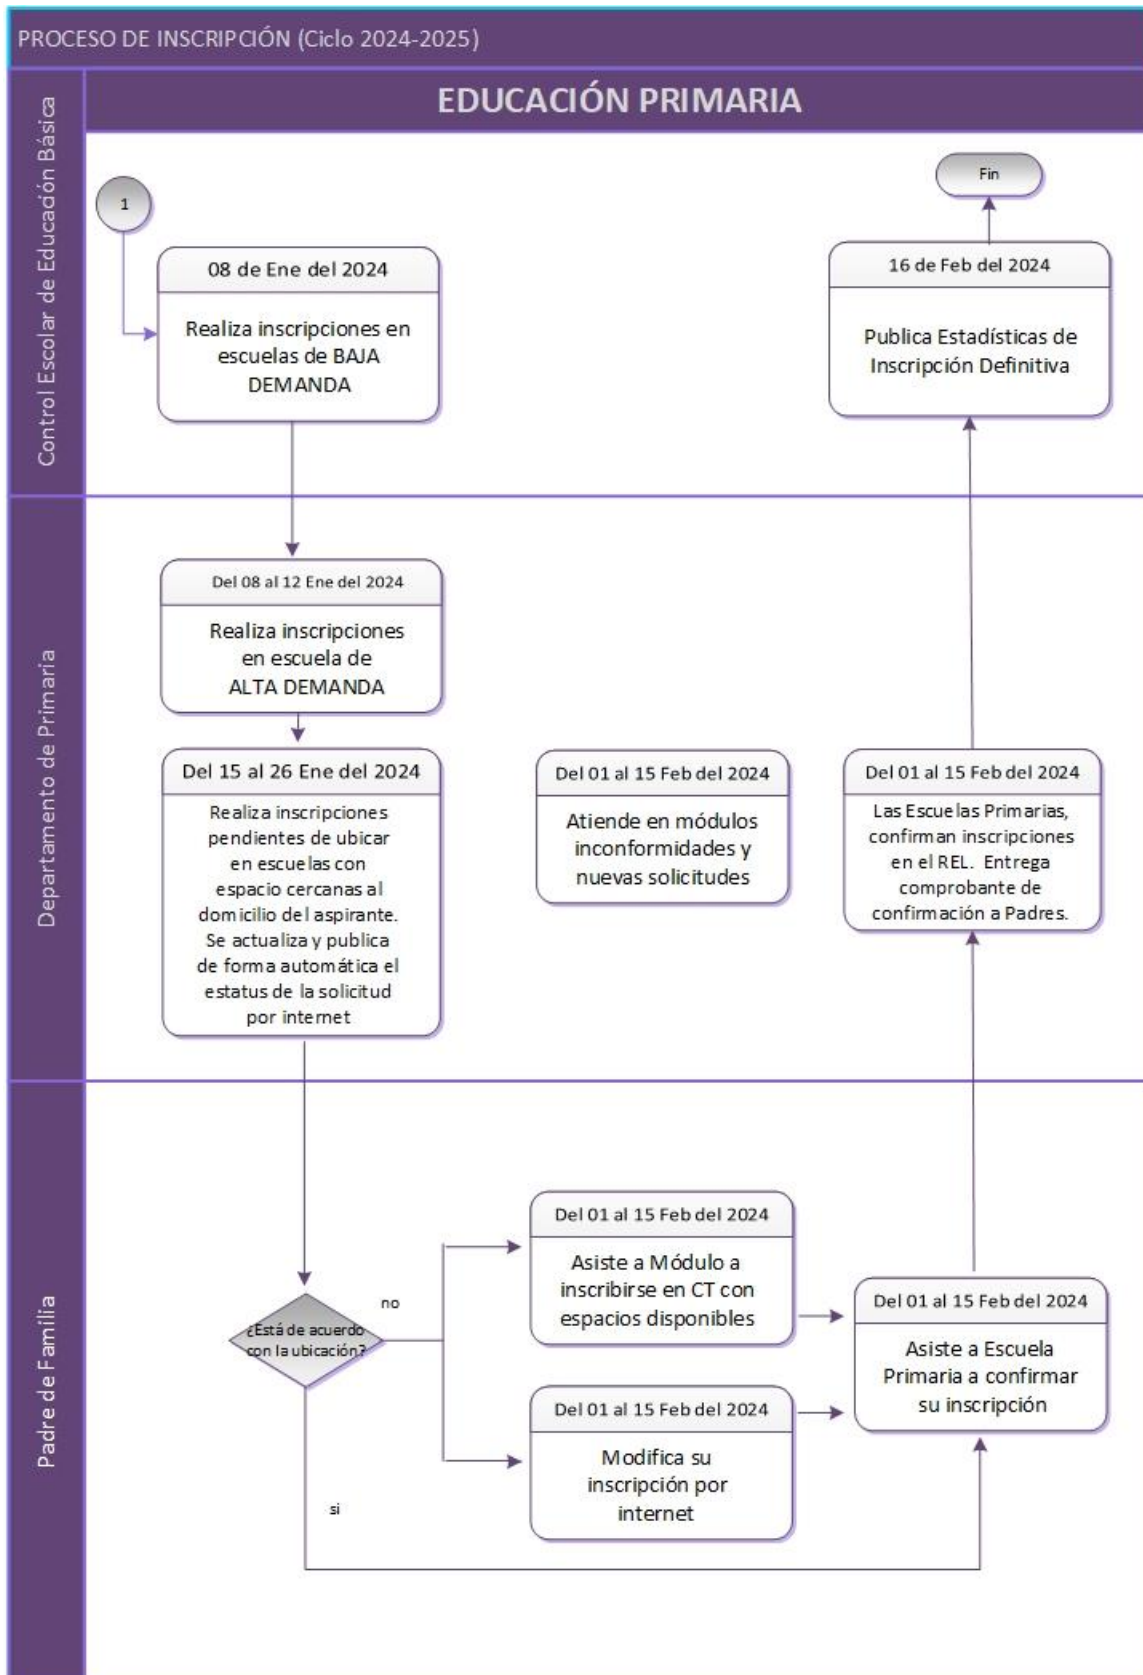 PROCESO DE INSCRIPCIÓN (Ciclo 2024-2025)
EDUCACIÓN PRIMARIA
Control Escolar de Educación Básica
1
08 de Ene del 2024
Realiza inscripciones en
escuelas de BAJA
DEMANDA
Fin
16 de Feb del 2024
Publica Estadísticas de
Inscripción Definitiva
Departamento de Primaria
Del 08 al 12 Ene del 2024
Realiza inscripciones
en escuela de
ALTA DEMANDA
Del 15 al 26 Ene del 2024
Realiza inscripciones
pendientes de ubicar
en escuelas con
espacio cercanas al
domicilio del aspirante.
Se actualiza y publica
de forma automática el
estatus de la solicitud
por internet
Del 01 al 15 Feb del 2024
Atiende en módulos
inconformidades y
nuevas solicitudes
Del 01 al 15 Feb del 2024
Las Escuelas Primarias,
confirman inscripciones
en el REL. Entrega
comprobante de
confirmación a Padres.
Padre de Familia
¿Está de acuerdo
con la ubicación?
no
si
Del 01 al 15 Feb del 2024
Asiste a Módulo a
inscribirse en CT con
espacios disponibles
Del 01 al 15 Feb del 2024
Modifica su
inscripción por
internet
Del 01 al 15 Feb del 2024
Asiste a Escuela
Primaria a confirmar
su inscripción